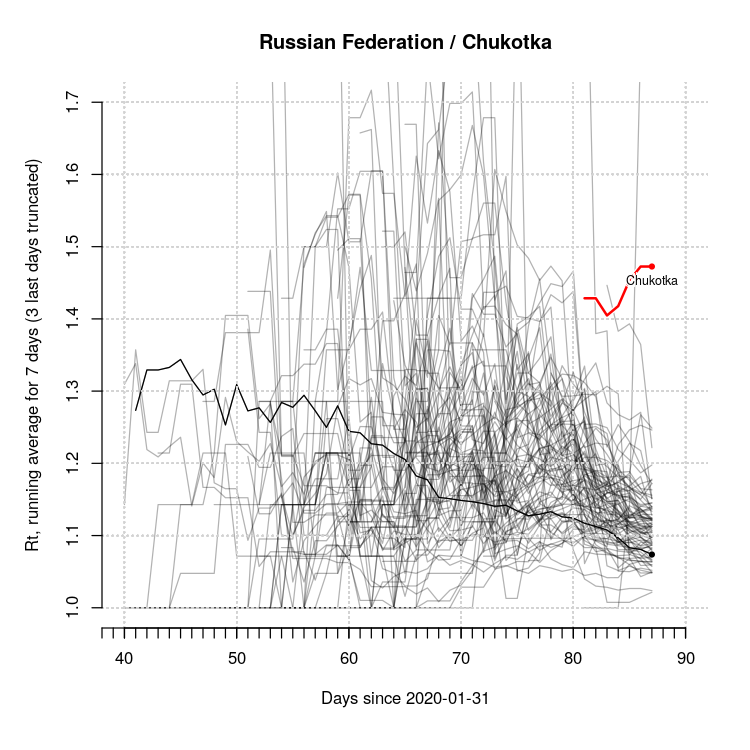 Russian Federation / Chukotka
Rt, running average for 7 days (3 last days truncated)
1.7
1.6
1.5
1.4
1.3
1.2
1.1
1.0
Chukotka
40 50 60 70 80 90
Days since 2020-01-31